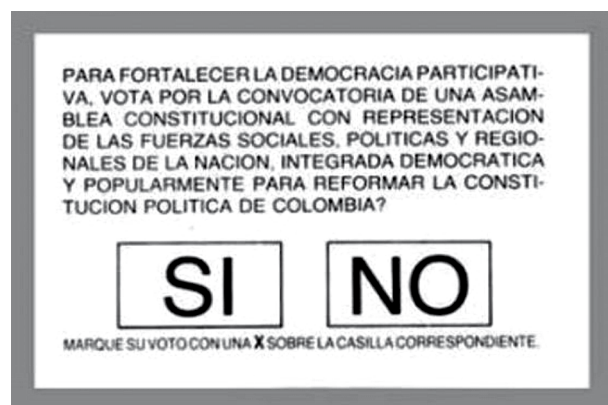 PARA FORTALECER LA DEMOCRACIA PARTICIPATI-
VA, VOTA POR LA CONVOCATORIA DE UNA ASAM-
BLEA CONSTITUCIONAL CON REPRESENTACION
DE LAS FUERZAS SOCIALES, POLITICAS Y REGIO-
NALES DE LA NACION, INTEGRADA DEMOCRATICA
Y POPULARMENTE PARA REFORMAR LA CONSTI-
TUCION POLITICA DE COLOMBIA?
SI NO
MARQUE SU VOTO CON UNA X SOBRE LA CASILLA CORRESPONDIENTE.